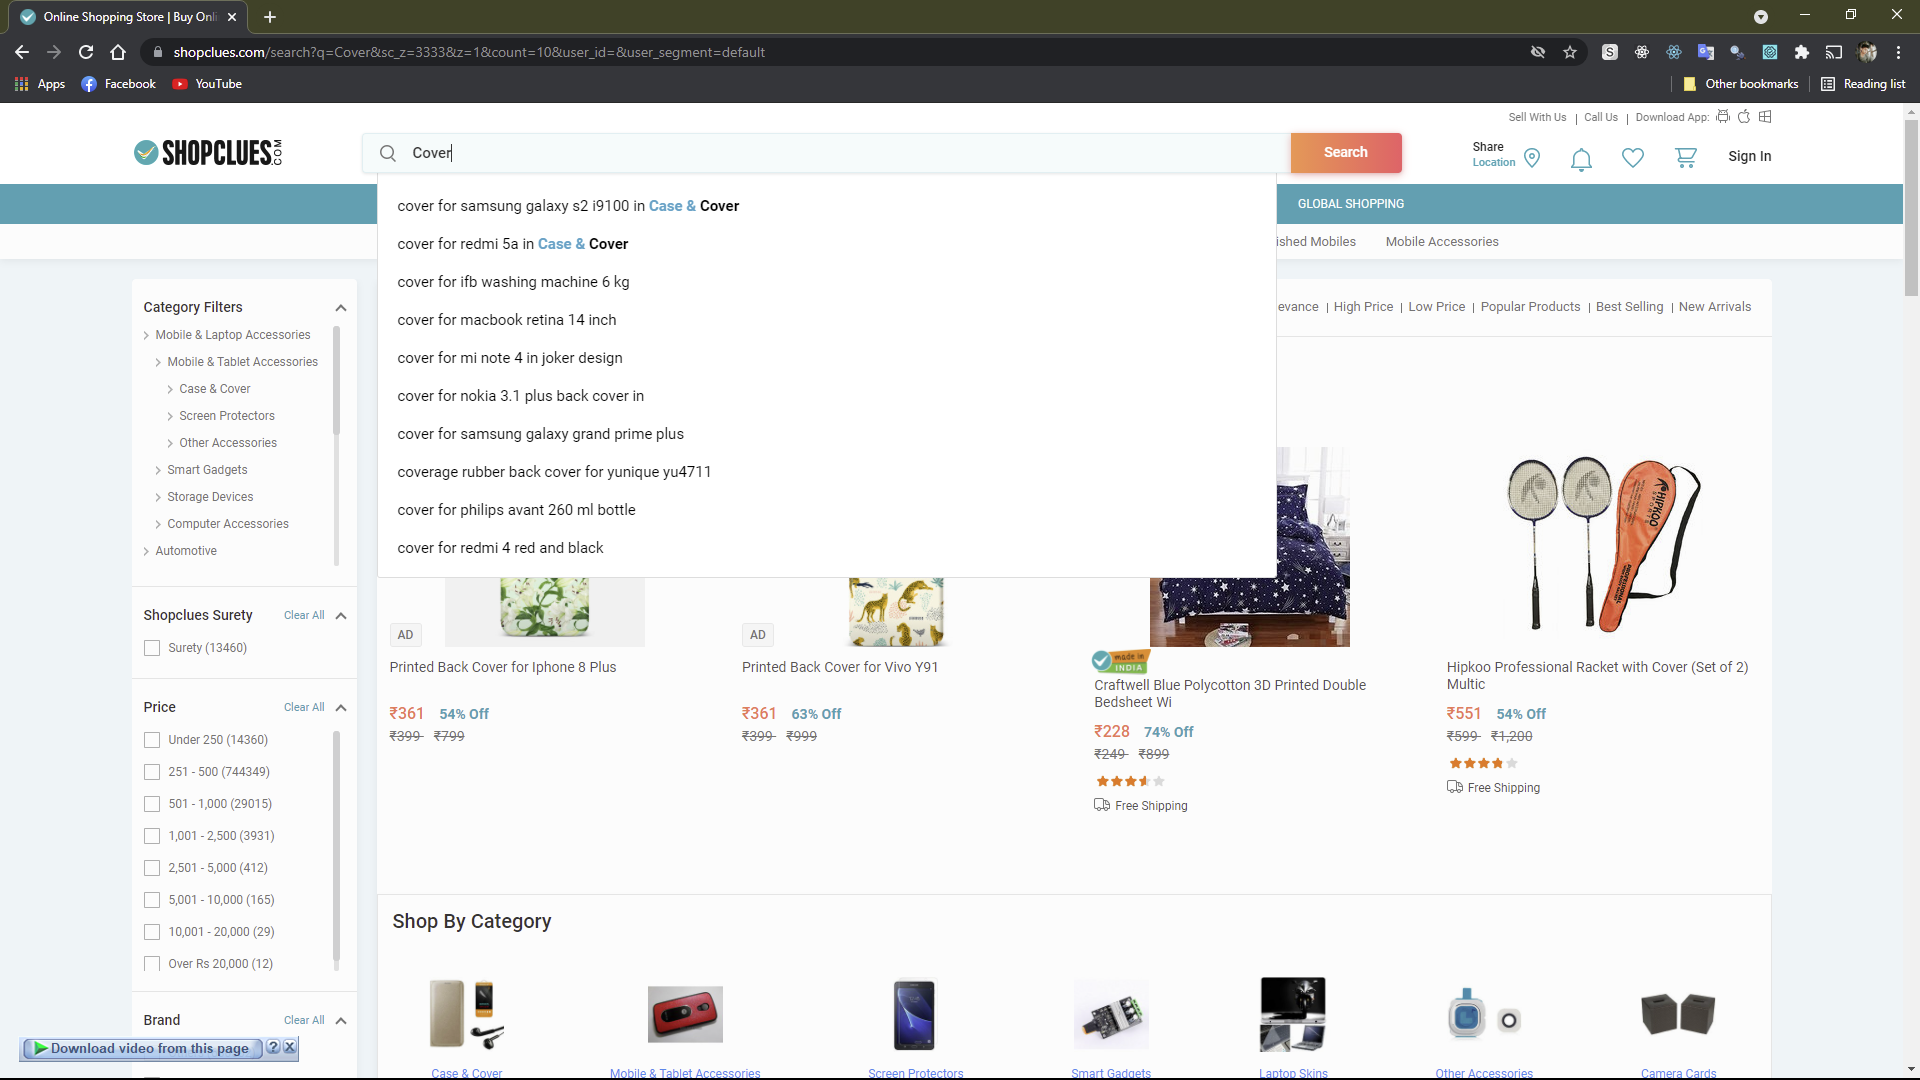 Online Shopping Store | Buy Onli
shopclues.com/search?q=Cover&sc_z=3333&z=1&count=10&user_id=&user_segment=default
Apps
Facebook
YouTube
Other bookmarks
Reading list
Sell With Us | Call Us | Download App:
SHOPCLUES.COM
Cover
Search
Share
Location
Sign In
GLOBAL SHOPPING
ished Mobiles
Mobile Accessories
cover for samsung galaxy s2 i9100 in Case & Cover
cover for redmi 5a in Case & Cover
cover for ifb washing machine 6 kg
cover for macbook retina 14 inch
cover for mi note 4 in joker design
cover for nokia 3.1 plus back cover in
cover for samsung galaxy grand prime plus
coverage rubber back cover for yunique yu4711
cover for philips avant 260 ml bottle
cover for redmi 4 red and black
Category Filters
Mobile & Laptop Accessories
Mobile & Tablet Accessories
Case & Cover
Screen Protectors
Other Accessories
Smart Gadgets
Storage Devices
Computer Accessories
Automotive
Shopclues Surety
Clear All
Surety (13460)
Price
Clear All
Under 250 (14360)
251 - 500 (744349)
501 - 1,000 (29015)
1,001 - 2,500 (3931)
2,501 - 5,000 (412)
5,001 - 10,000 (165)
10,001 - 20,000 (29)
Over Rs 20,000 (12)
Brand
Clear All
Download video from this page
?
X
evance | High Price | Low Price | Popular Products | Best Selling | New Arrivals
AD
Printed Back Cover for Iphone 8 Plus
₹361 54% Off
₹399 ₹799
AD
Printed Back Cover for Vivo Y91
₹361 63% Off
₹399 ₹999
made in
INDIA
Craftwell Blue Polycotton 3D Printed Double
Bedsheet Wi
₹228 74% Off
₹249 ₹899
Free Shipping
HIPKOO
PROFESSIONAL
Hipkoo Professional Racket with Cover (Set of 2)
Multic
₹551 54% Off
₹599 ₹1,200
Free Shipping
Shop By Category
Case & Cover
Mobile & Tablet Accessories
Screen Protectors
Smart Gadgets
Laptop Skins
Other Accessories
Camera Cards